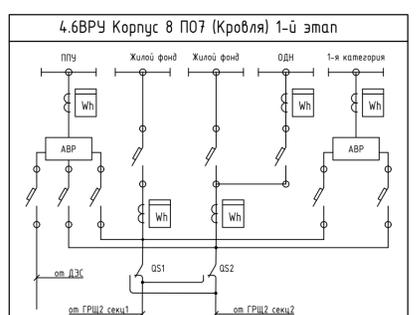 4.6ВРУ Корпус 8 ПО7 (Кровля) 1-й этап
ППУ Жилой фонд Жилой фонд ОДН 1-я категория
Wh Wh Wh
АВР АВР
Wh Wh
QS1 QS2
от ДЭС
от ГРЩ2 секц1 от ГРЩ2 секц2